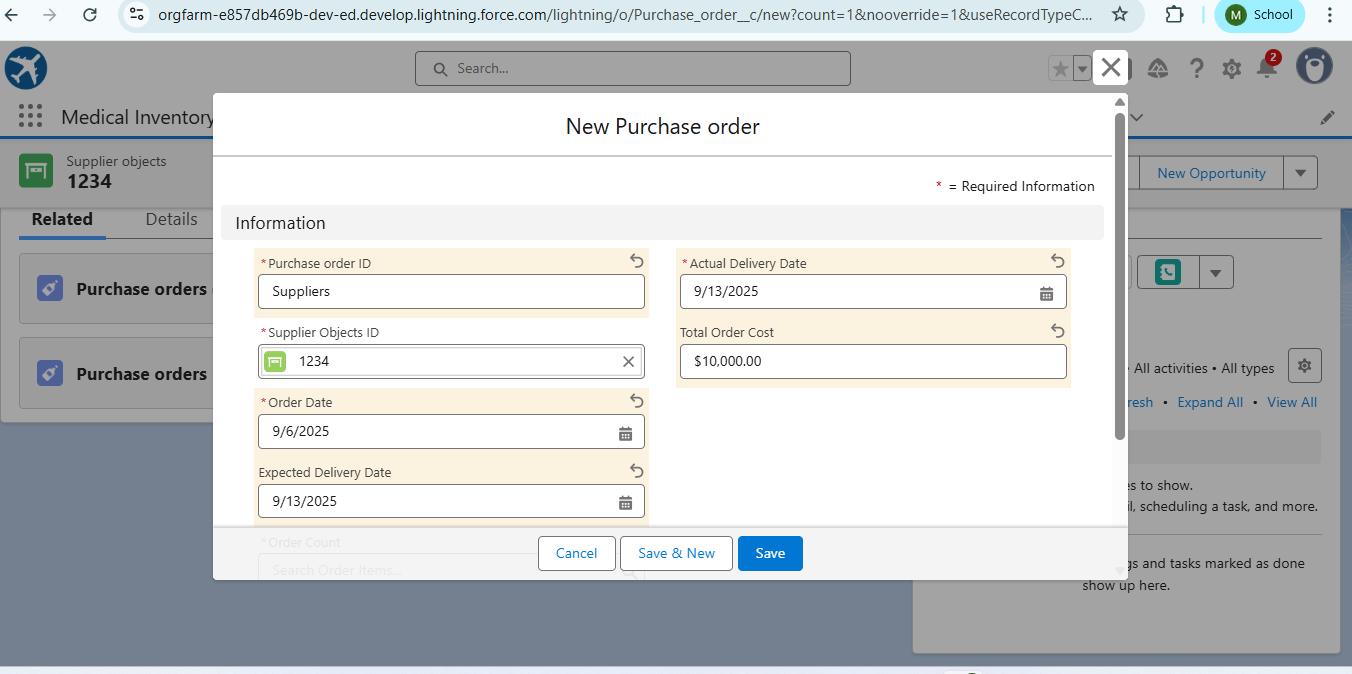 orgfarm-e857db469b-dev-ed.develop.lightning.force.com/lightning/o/Purchase_order__c/new?count=1&nooverride=1&useRecordTypeC...
M School
Search...
2
Medical Inventory
Supplier objects
1234
New Opportunity
Related Details
Purchase orders
Purchase orders
New Purchase order
* = Required Information
Information
*Purchase order ID
Suppliers
*Actual Delivery Date
9/13/2025
*Supplier Objects ID
1234
Total Order Cost
$10,000.00
*Order Date
9/6/2025
Expected Delivery Date
9/13/2025
*Order Count
Search Order Items...
Cancel
Save & New
Save
• All activities • All types
resh • Expand All • View All
es to show.
il, scheduling a task, and more.
gs and tasks marked as done
show up here.